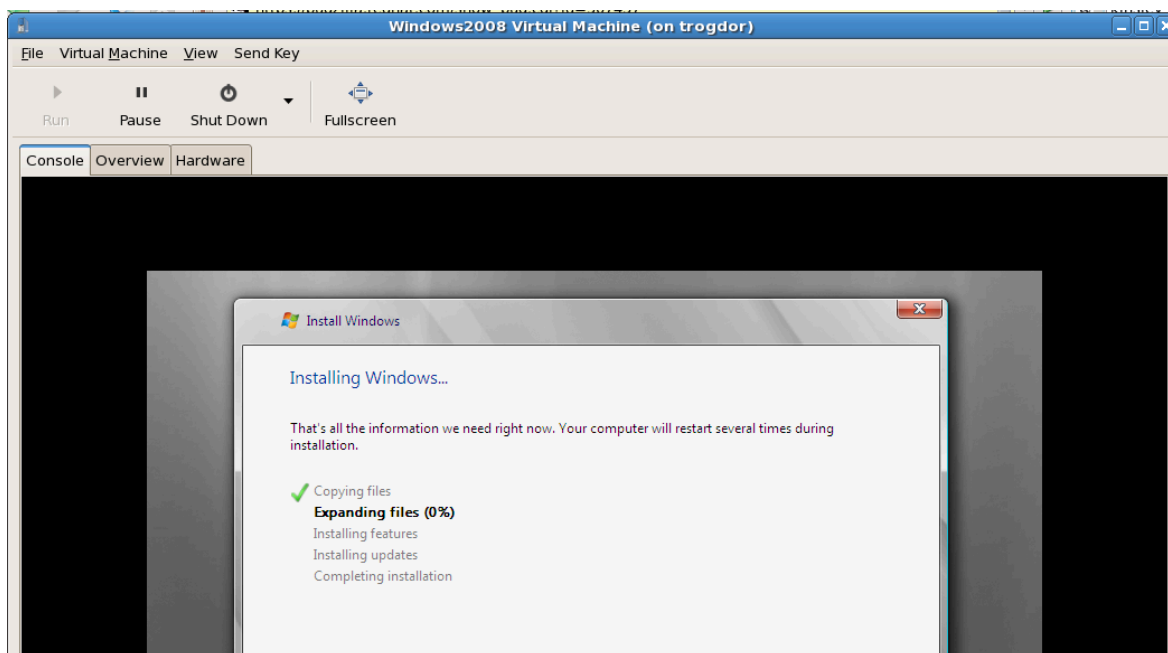 Windows2008 Virtual Machine (on trogdor)
File Virtual Machine View Send Key
Run Pause Shut Down Fullscreen
Console Overview Hardware
Install Windows
Installing Windows...
That's all the information we need right now. Your computer will restart several times during
installation.
Copying files
Expanding files (0%)
Installing features
Installing updates
Completing installation